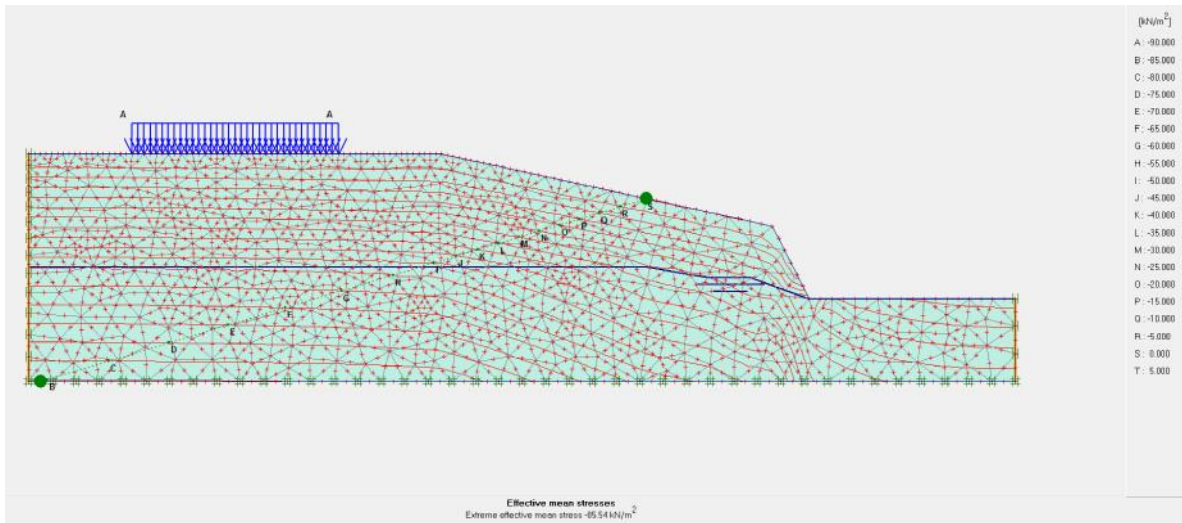 [kN/m²]
A : -90.000
B : -85.000
C : -80.000
D : -75.000
E : -70.000
F : -65.000
G : -60.000
H : -55.000
I : -50.000
J : -45.000
K : -40.000
L : -35.000
M : -30.000
N : -25.000
O : -20.000
P : -15.000
Q : -10.000
R : -5.000
S : 0.000
T : 5.000
A A
S
R
Q
P
O
N
M
L
K
J
I
H
G
F
E
D
C
B
Effective mean stresses
Extreme effective mean stress -85.54 kN/m²